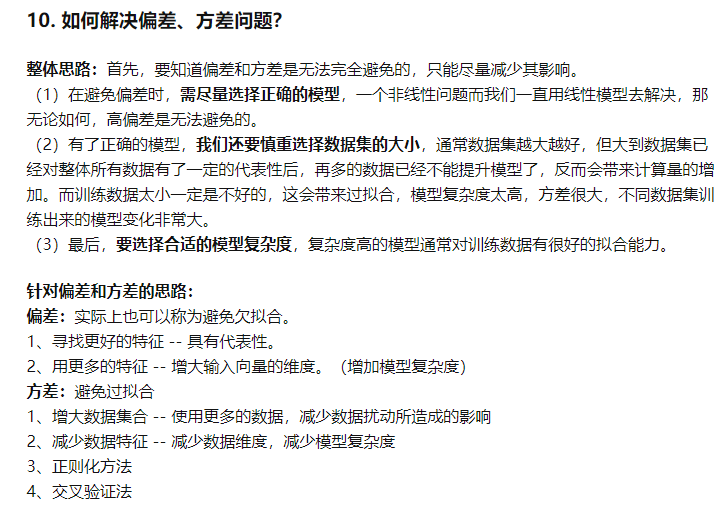 10. 如何解决偏差、方差问题？
整体思路：首先，要知道偏差和方差是无法完全避免的，只能尽量减少其影响。
（1）在避免偏差时，需尽量选择正确的模型，一个非线性问题而我们一直用线性模型去解决，那
无论如何，高偏差是无法避免的。
（2）有了正确的模型，我们还要慎重选择数据集的大小，通常数据集越大越好，但大到数据集已
经对整体所有数据有了一定的代表性后，再多的数据已经不能提升模型了，反而会带来计算量的增
加。而训练数据太小一定是不好的，这会带来过拟合，模型复杂度太高，方差很大，不同数据集训
练出来的模型变化非常大。
（3）最后，要选择合适的模型复杂度，复杂度高的模型通常对训练数据有很好的拟合能力。
针对偏差和方差的思路：
偏差：实际上也可以称为避免欠拟合。
1、寻找更好的特征 -- 具有代表性。
2、用更多的特征 -- 增大输入向量的维度。（增加模型复杂度）
方差：避免过拟合
1、增大数据集合 -- 使用更多的数据，减少数据扰动所造成的影响
2、减少数据特征 -- 减少数据维度，减少模型复杂度
3、正则化方法
4、交叉验证法